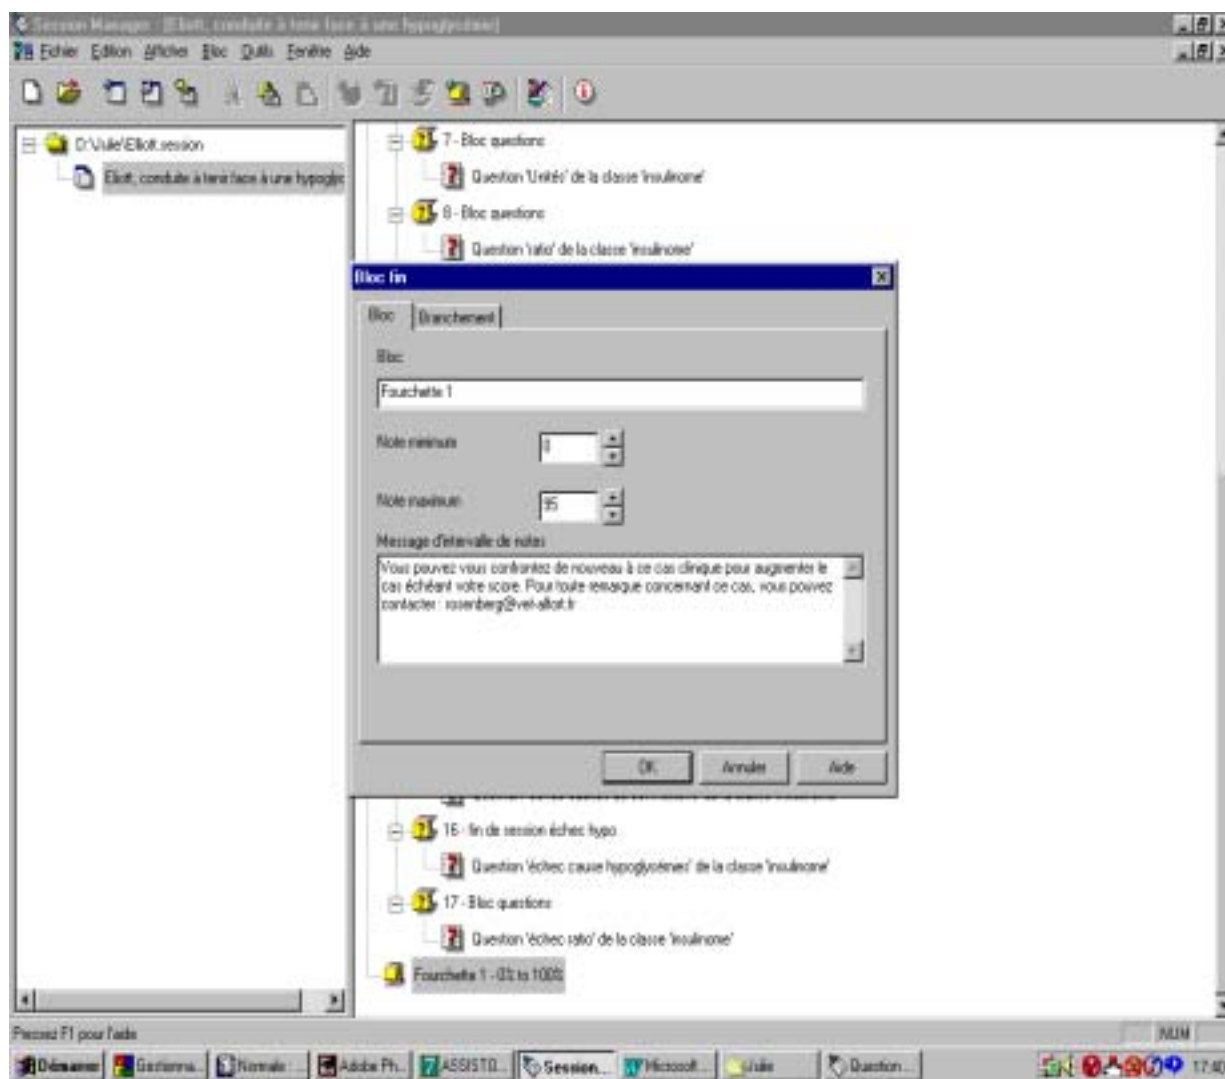 Session Manager - [Eliott, conduite à tenir face à une hypoglycémie]
Fichier Edition Afficher Bloc Outils Fenêtre Aide
D:\Julie\Elliott.session
Eliott, conduite à tenir face à une hypoglyc
7 - Bloc questions
Question 'Unités' de la classe 'insulinome'
8 - Bloc questions
Question 'ratio' de la classe 'insulinome'
Bloc fin
Bloc Branchement
Bloc
Fourchette 1
Note minimum 0
Note maximum 95
Message d'intervalle de notes
Vous pouvez vous confrontez de nouveau à ce cas clinique pour augmenter le
cas échéant votre score. Pour toute remarque concernant ce cas, vous pouvez
contacter : rosenberg@vet-alfort.fr
OK Annuler Aide
16 - fin de session échec hypo
Question 'échec cause hypoglycémies' de la classe 'insulinome'
17 - Bloc questions
Question 'échec ratio' de la classe 'insulinome'
Fourchette 1 - 0% to 100%
Pressez F1 pour l'aide NUM
Démarrer Gestionna... Normale ... Adobe Ph... ASSISTO... Session... Microsoft... Julie Question...